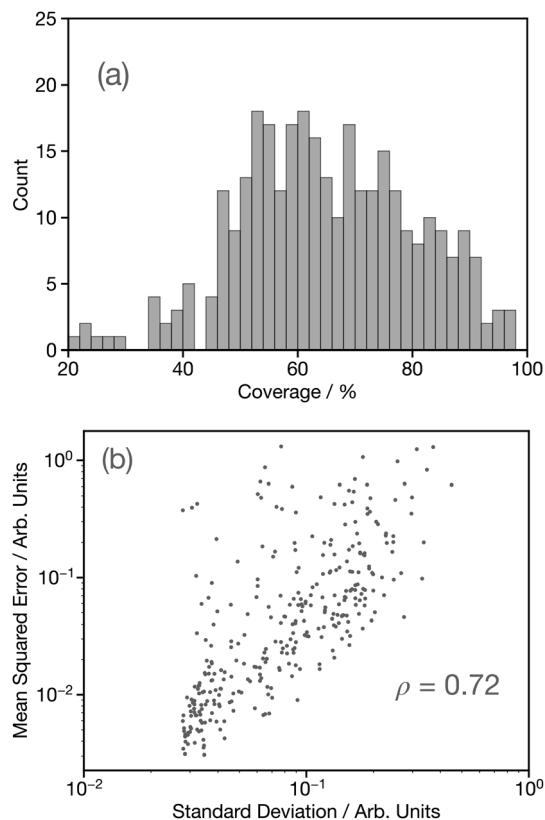 25
(a)
20
15
Count
10
5
0
20 40 60 80 100
Coverage / %
(b)
10⁰
Mean Squared Error / Arb. Units
10⁻¹
10⁻²
ρ = 0.72
10⁻² 10⁻¹ 10⁰
Standard Deviation / Arb. Units